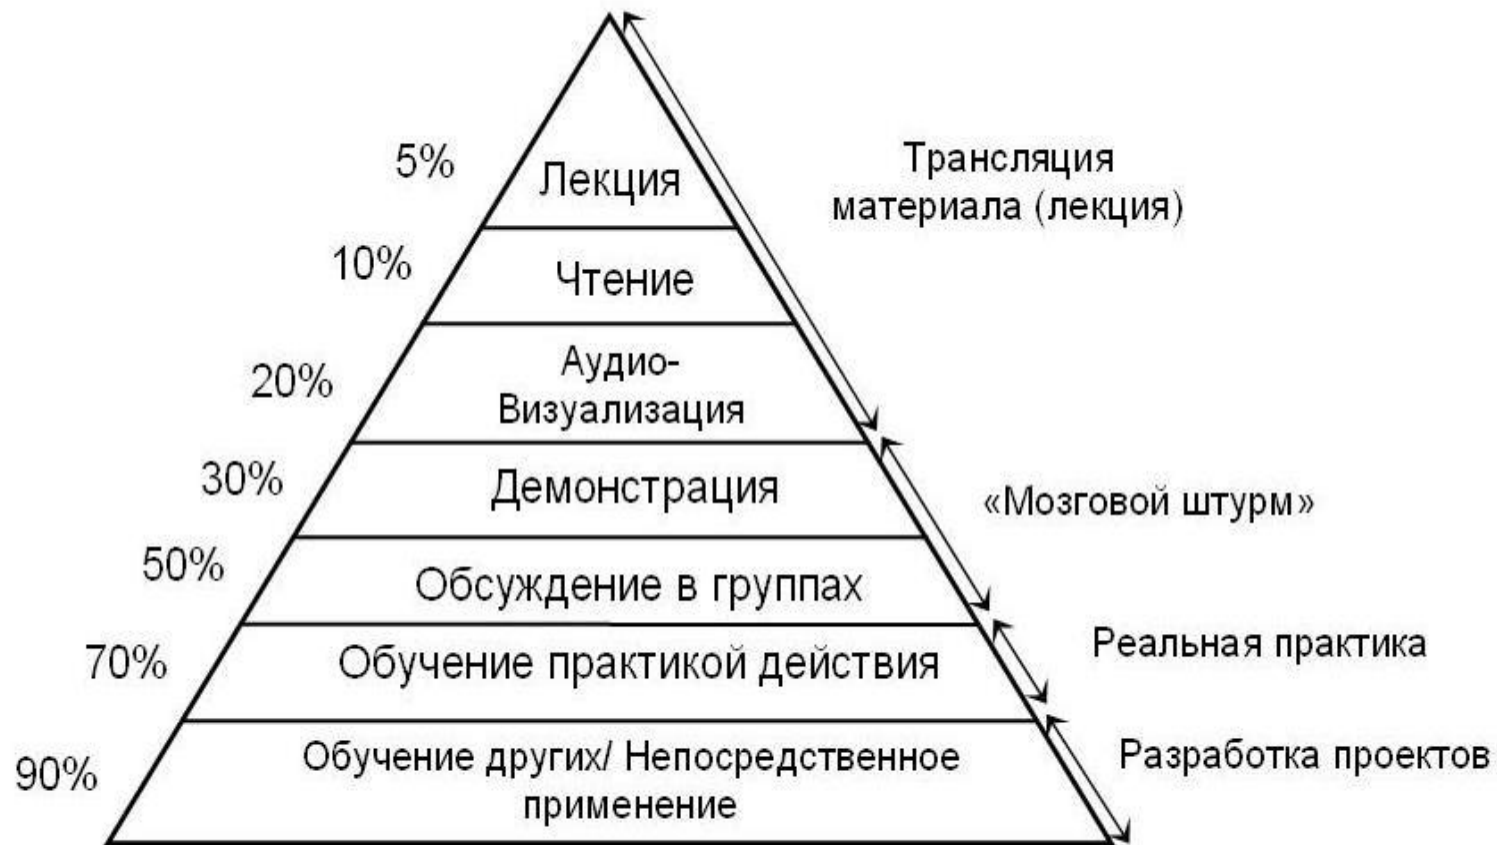 5%
Лекция
Трансляция
материала (лекция)
10%
Чтение
20%
Аудио-
Визуализация
30%
Демонстрация
«Мозговой штурм»
50%
Обсуждение в группах
70%
Обучение практикой действия
Реальная практика
90%
Обучение других/ Непосредственное
применение
Разработка проектов